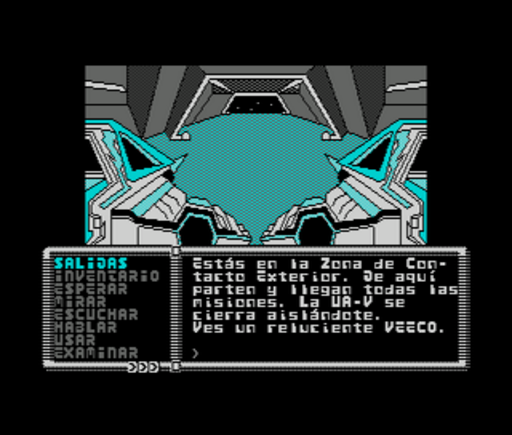 SALIDAS
INVENTARIO
ESPERAR
MIRAR
ESCUCHAR
HABLAR
USAR
EXAMINAR
>>>
Estás en la Zona de Con-
tacto Exterior. De aquí
parten y llegan todas las
misiones. La UA-V se
cierra aislándote.
Ves un reluciente VEECO.
>